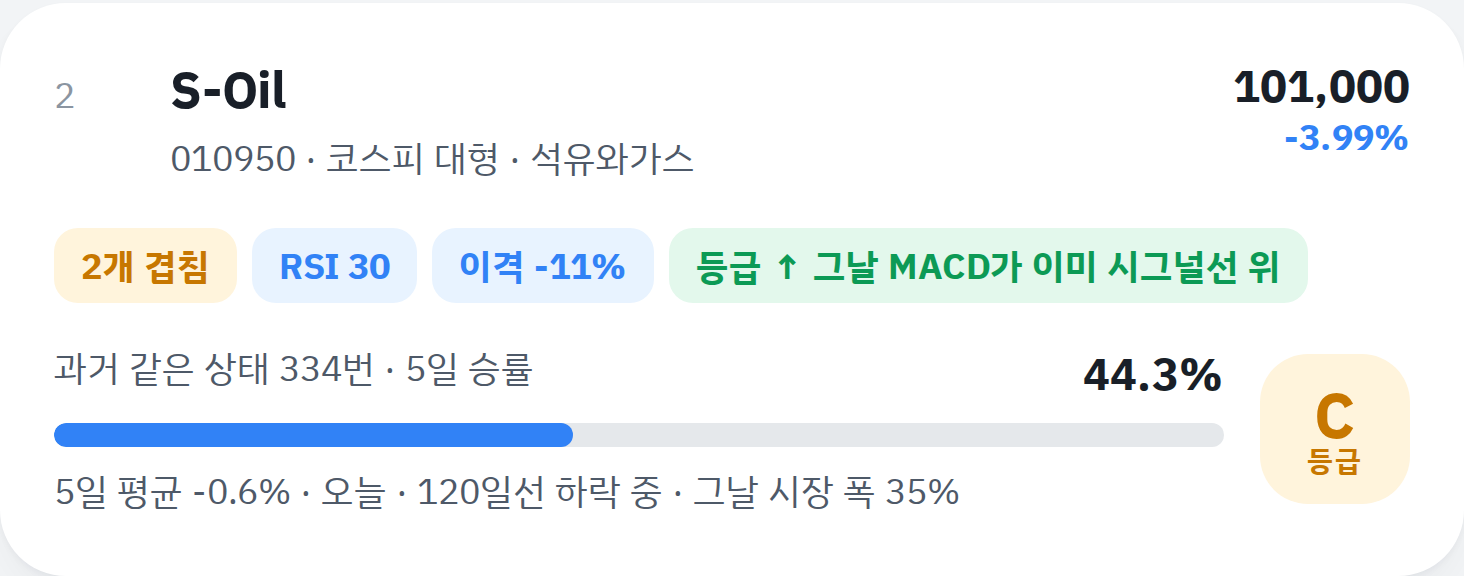 2
S-Oil
101,000
010950 · 코스피 대형 · 석유와가스
-3.99%
2개 겹침
RSI 30
이격 -11%
등급 ↑ 그날 MACD가 이미 시그널선 위
과거 같은 상태 334번 · 5일 승률
44.3%
C
등급
5일 평균 -0.6% · 오늘 · 120일선 하락 중 · 그날 시장 폭 35%